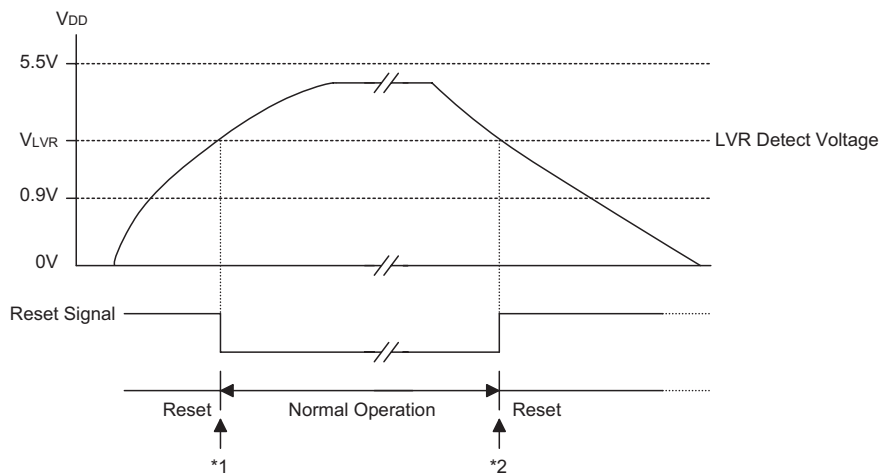 VDD
5.5V
VLVR
LVR Detect Voltage
0.9V
0V
Reset Signal
Reset
Normal Operation
Reset
*1
*2